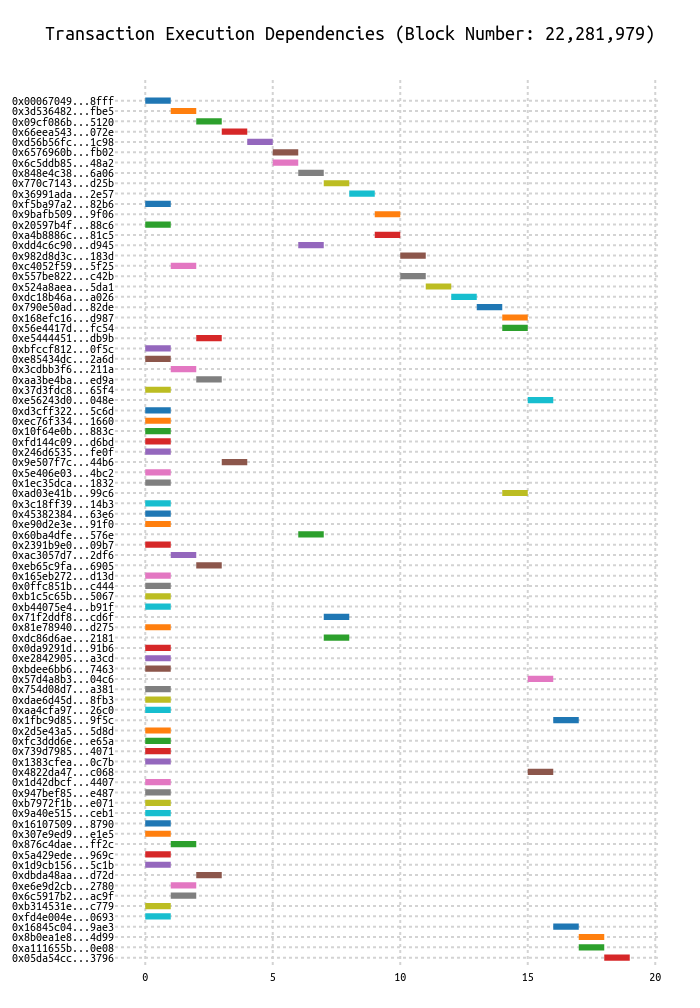 Transaction Execution Dependencies (Block Number: 22,281,979)
0x00067049...8fff
0x3d536482...fbe5
0x09cf086b...5120
0x66eea543...072e
0xd56b56fc...1c98
0x6576960b...fb02
0x6c5ddb85...48a2
0x848e4c38...6a06
0x770c7143...d25b
0x36991ada...2e57
0xf5ba97a2...82b6
0x9bafb509...9f06
0x20597b4f...88c6
0xa4b8886c...81c5
0xdd4c6c90...d945
0x982d8d3c...183d
0xc4052f59...5f25
0x557be822...c42b
0x524a8aea...5da1
0xdc18b46a...a026
0x790e50ad...82de
0x168efc16...d987
0x56e4417d...fc54
0xe5444451...db9b
0xbfccf812...0f5c
0xe85434dc...2a6d
0x3cdbb3f6...211a
0xaa3be4ba...ed9a
0x37d3fdc8...65f4
0xe56243d0...048e
0xd3cff322...5c6d
0xec76f334...1660
0x10f64e0b...883c
0xfd144c09...d6bd
0x246d6535...fe0f
0x9e507f7c...44b6
0x5e406e03...4bc2
0x1ec35dca...1832
0xad03e41b...99c6
0x3c18ff39...14b3
0x45382384...63e6
0xe90d2e3e...91f0
0x60ba4dfe...576e
0x2391b9e0...09b7
0xac3057d7...2df6
0xeb65c9fa...6905
0x165eb272...d13d
0x0ffc851b...c444
0xb1c5c65b...5067
0xb44075e4...b91f
0x71f2ddf8...cd6f
0x81e78940...d275
0xdc86d6ae...2181
0x0da9291d...91b6
0xe2842905...a3cd
0xbdee6bb6...7463
0x57d4a8b3...04c6
0x754d08d7...a381
0xdae6d45d...8fb3
0xaa4cfa97...26c0
0x1fbc9d85...9f5c
0x2d5e43a5...5d8d
0xfc3ddd6e...e65a
0x739d7985...4071
0x1383cfea...0c7b
0x4822da47...c068
0x1d42dbcf...4407
0x947bef85...e487
0xb7972f1b...e071
0x9a40e515...ceb1
0x16107509...8790
0x307e9ed9...e1e5
0x876c4dae...ff2c
0x5a429ede...969c
0x1d9cb156...5c1b
0xdbda48aa...d72d
0xe6e9d2cb...2780
0x6c5917b2...ac9f
0xb314531e...c779
0xfd4e004e...0693
0x16845c04...9ae3
0x8b0ea1e8...4d99
0xa111655b...0e08
0x05da54cc...3796
0 5 10 15 20